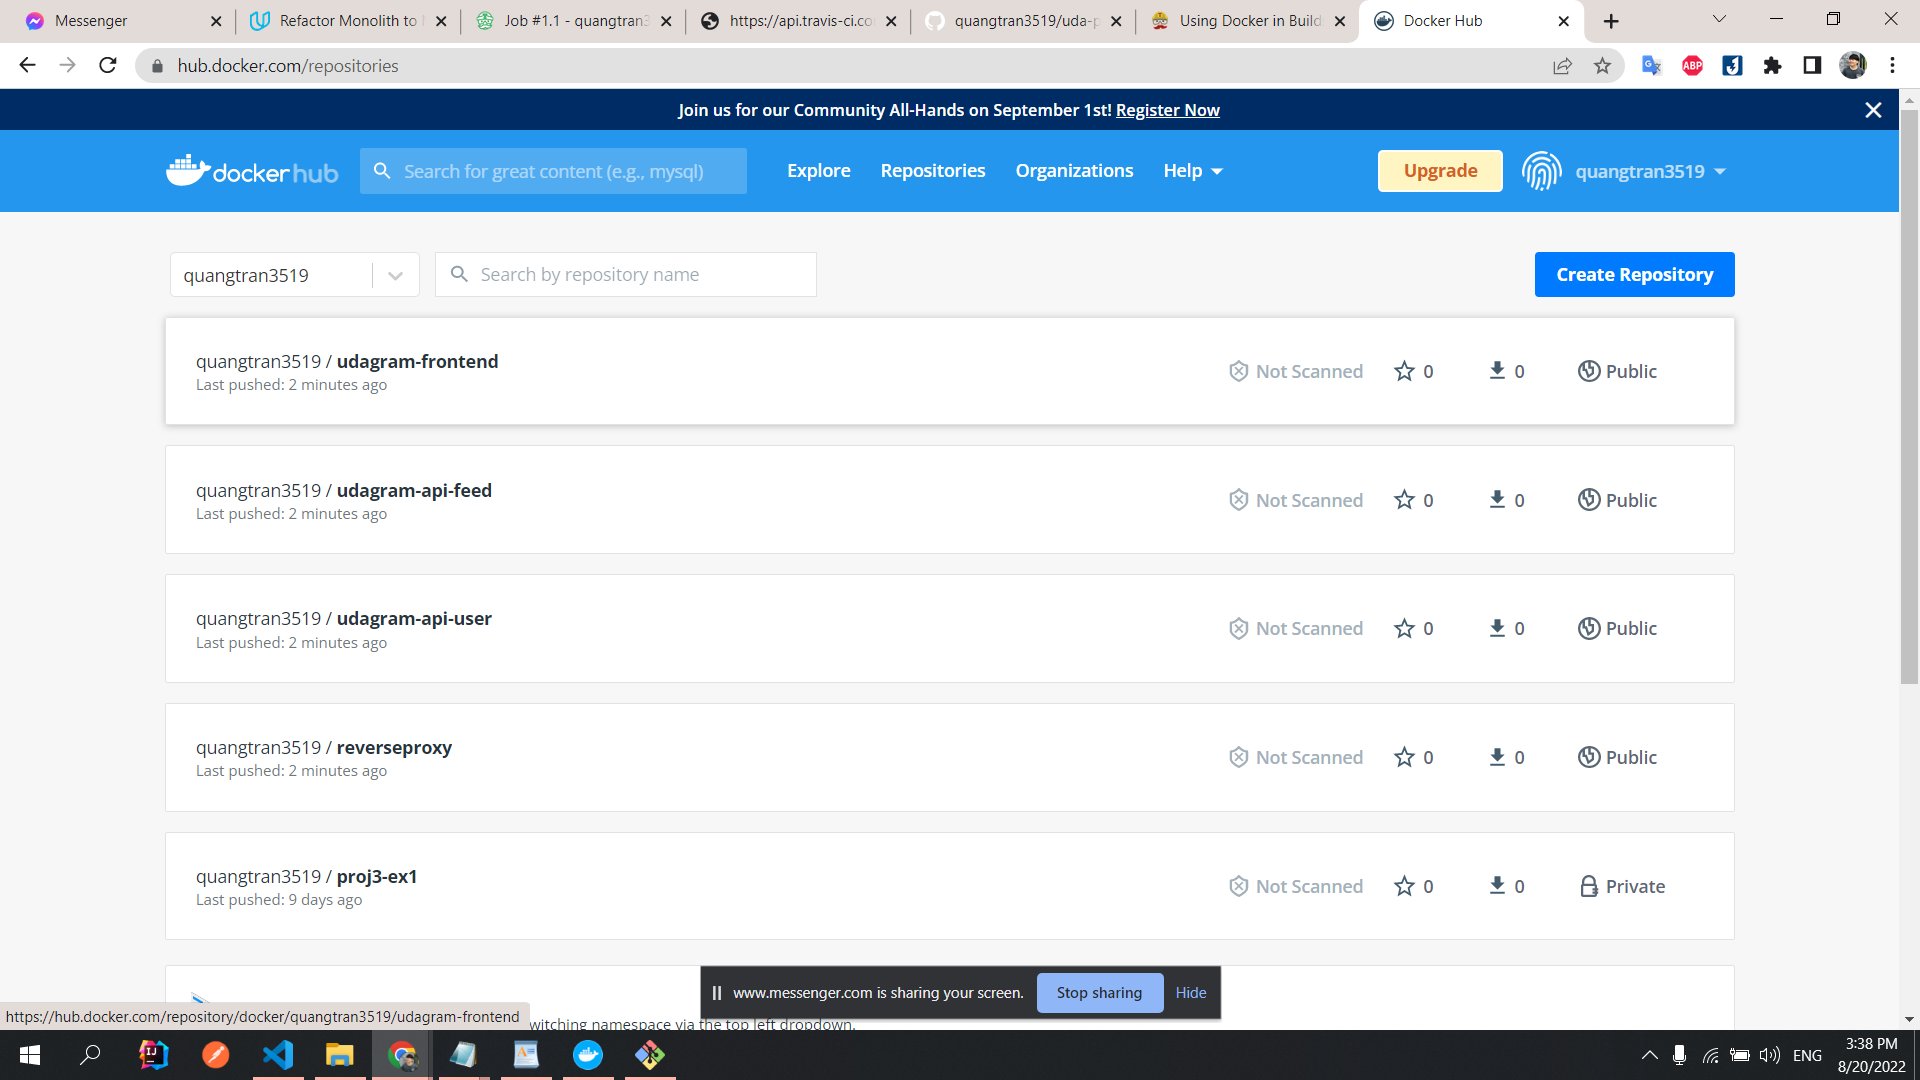 Messenger
Refactor Monolith to
Job #1.1 - quangtran3
https://api.travis-ci.co
quangtran3519/uda-p
Using Docker in Build
Docker Hub
hub.docker.com/repositories
ABP
Join us for our Community All-Hands on September 1st! Register Now
dockerhub
Search for great content (e.g., mysql)
Explore
Repositories
Organizations
Help
Upgrade
quangtran3519
quangtran3519
Search by repository name
Create Repository
quangtran3519 / udagram-frontend
Last pushed: 2 minutes ago
Not Scanned
0
0
Public
quangtran3519 / udagram-api-feed
Last pushed: 2 minutes ago
Not Scanned
0
0
Public
quangtran3519 / udagram-api-user
Last pushed: 2 minutes ago
Not Scanned
0
0
Public
quangtran3519 / reverseproxy
Last pushed: 2 minutes ago
Not Scanned
0
0
Public
quangtran3519 / proj3-ex1
Last pushed: 9 days ago
Not Scanned
0
0
Private
www.messenger.com is sharing your screen.
Stop sharing
Hide
https://hub.docker.com/repository/docker/quangtran3519/udagram-frontend
witching namespace via the top left dropdown.
ENG
3:38 PM
8/20/2022